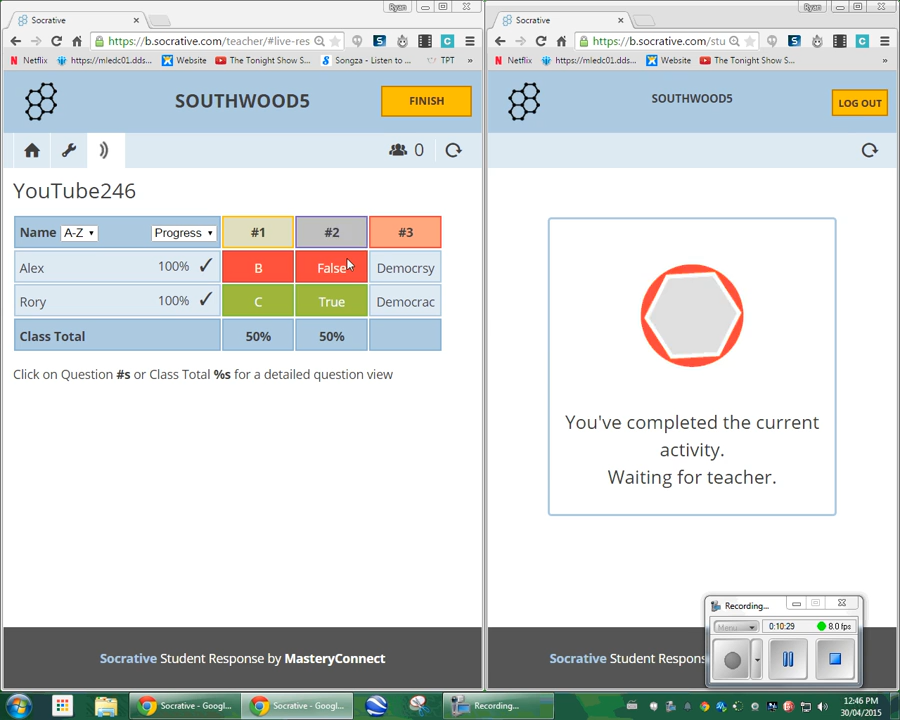 Ryan
Socrative
https://b.socrative.com/teacher/#live-res
Netflix https://mledc01.dds... Website The Tonight Show S... Songza - Listen to ... TPT »
SOUTHWOOD5
FINISH
0
YouTube246
Name A-Z Progress #1 #2 #3
Alex 100% ✓ B False Democrsy
Rory 100% ✓ C True Democrac
Class Total 50% 50%
Click on Question #s or Class Total %s for a detailed question view
Socrative Student Response by MasteryConnect
Ryan
Socrative
https://b.socrative.com/stu
Netflix https://mledc01.dds... Website The Tonight Show S... »
SOUTHWOOD5
LOG OUT
You've completed the current
activity.
Waiting for teacher.
Socrative Student Respons
Recording...
Menu... 0:10:29 8.0 fps
Socrative - Googl... Socrative - Googl... Recording...
12:46 PM
30/04/2015